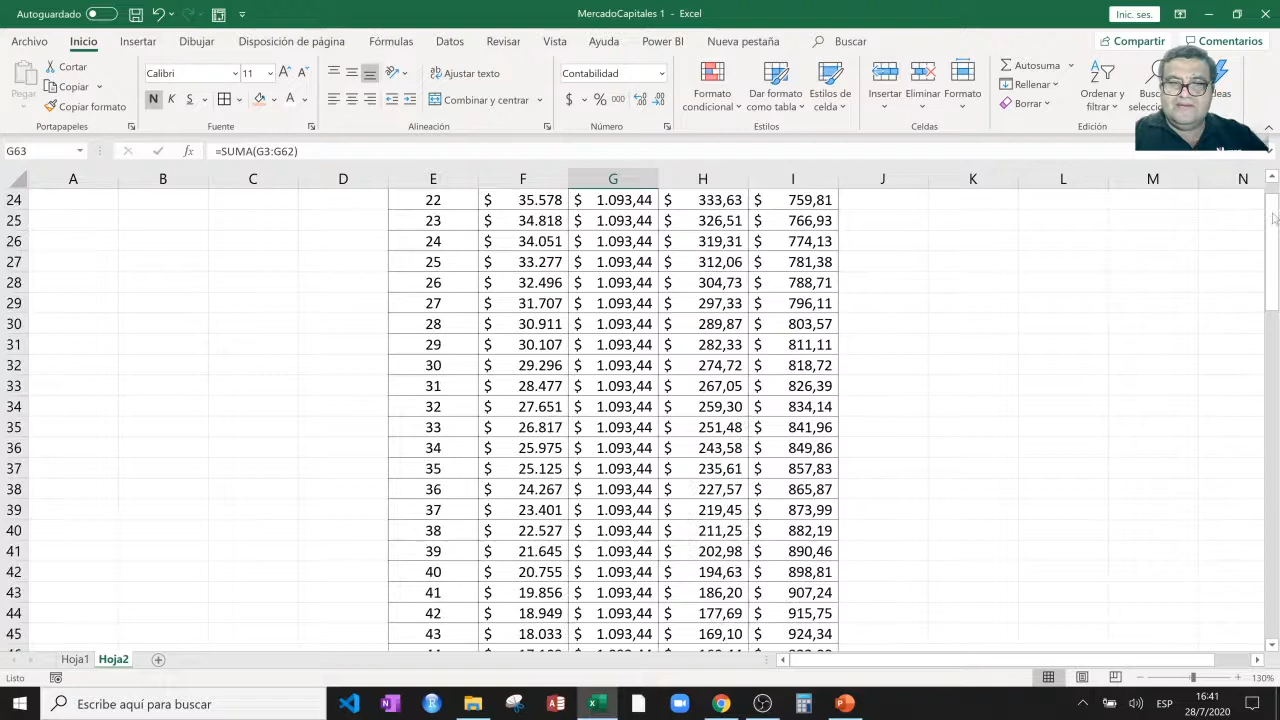 Autoguardado
MercadoCapitales 1 - Excel
Inic. ses.
Archivo Inicio Insertar Dibujar Disposición de página Fórmulas Datos Revisar Vista Ayuda Power BI Nueva pestaña Buscar Compartir Comentarios
Pegar
Cortar
Copiar
Copiar formato
Portapapeles
Calibri 11
N K S
Fuente
Ajustar texto
Combinar y centrar
Alineación
Contabilidad
$ % 000
Número
Formato condicional
Dar formato como tabla
Estilos de celda
Estilos
Insertar
Eliminar
Formato
Celdas
Autosuma
Rellenar
Borrar
Ordenar y filtrar
Edición
G63 fx =SUMA(G3:G62)
A B C D E F G H I J K L M N
24 22 $ 35.578 $ 1.093,44 $ 333,63 $ 759,81
25 23 $ 34.818 $ 1.093,44 $ 326,51 $ 766,93
26 24 $ 34.051 $ 1.093,44 $ 319,31 $ 774,13
27 25 $ 33.277 $ 1.093,44 $ 312,06 $ 781,38
28 26 $ 32.496 $ 1.093,44 $ 304,73 $ 788,71
29 27 $ 31.707 $ 1.093,44 $ 297,33 $ 796,11
30 28 $ 30.911 $ 1.093,44 $ 289,87 $ 803,57
31 29 $ 30.107 $ 1.093,44 $ 282,33 $ 811,11
32 30 $ 29.296 $ 1.093,44 $ 274,72 $ 818,72
33 31 $ 28.477 $ 1.093,44 $ 267,05 $ 826,39
34 32 $ 27.651 $ 1.093,44 $ 259,30 $ 834,14
35 33 $ 26.817 $ 1.093,44 $ 251,48 $ 841,96
36 34 $ 25.975 $ 1.093,44 $ 243,58 $ 849,86
37 35 $ 25.125 $ 1.093,44 $ 235,61 $ 857,83
38 36 $ 24.267 $ 1.093,44 $ 227,57 $ 865,87
39 37 $ 23.401 $ 1.093,44 $ 219,45 $ 873,99
40 38 $ 22.527 $ 1.093,44 $ 211,25 $ 882,19
41 39 $ 21.645 $ 1.093,44 $ 202,98 $ 890,46
42 40 $ 20.755 $ 1.093,44 $ 194,63 $ 898,81
43 41 $ 19.856 $ 1.093,44 $ 186,20 $ 907,24
44 42 $ 18.949 $ 1.093,44 $ 177,69 $ 915,75
45 43 $ 18.033 $ 1.093,44 $ 169,10 $ 924,34
Hoja1 Hoja2
Listo
130%
Escribe aquí para buscar
ESP
16:41
28/7/2020